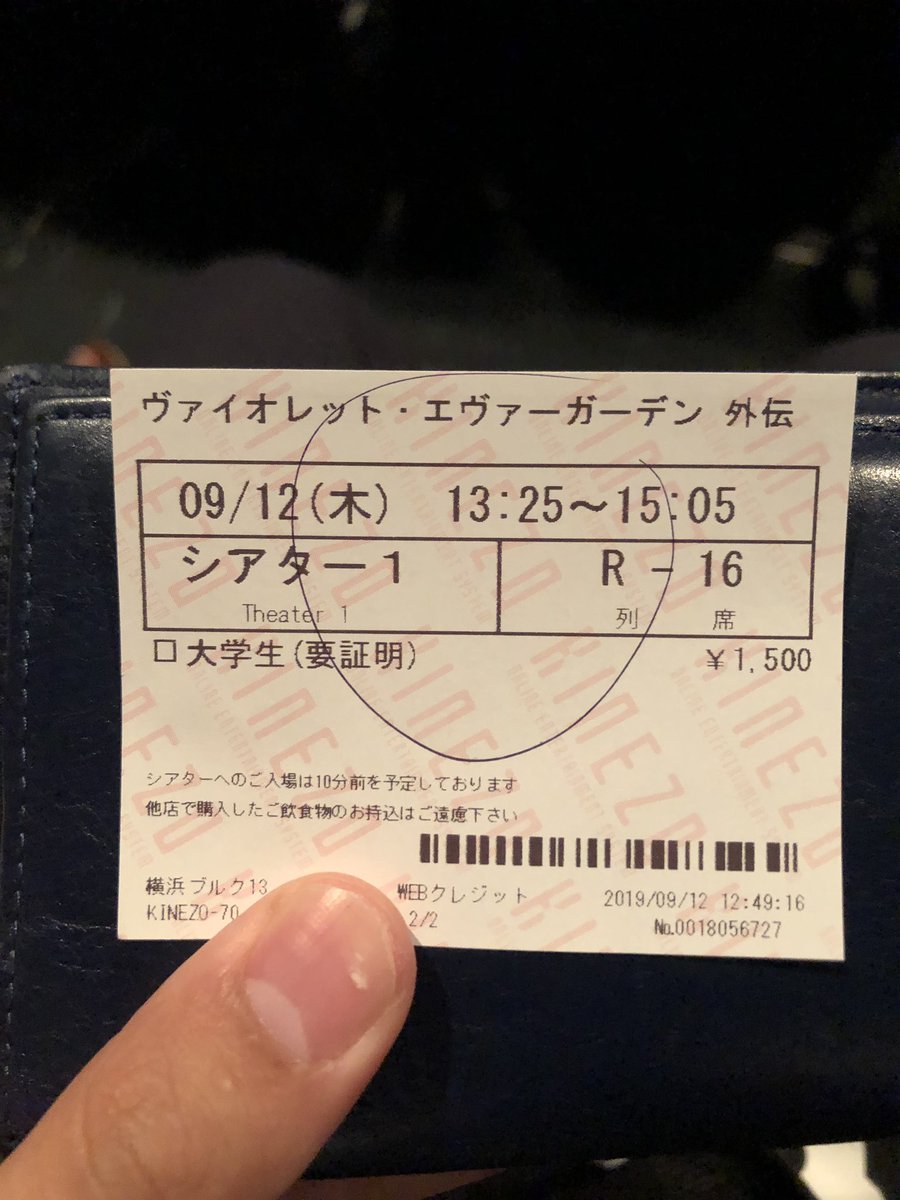 ヴァイオレット・エヴァーガーデン 外伝
09/12(木) 13:25～15:05
シアター1 R - 16
Theater 1 列 席
□大学生(要証明) ￥1,500
シアターへのご入場は10分前を予定しております
他店で購入したご飲食物のお持込はご遠慮下さい
横浜ブルク13 WEBクレジット 2019/09/12 12:49:16
KINEZO-70 2/2 №0018056727
KINEZO